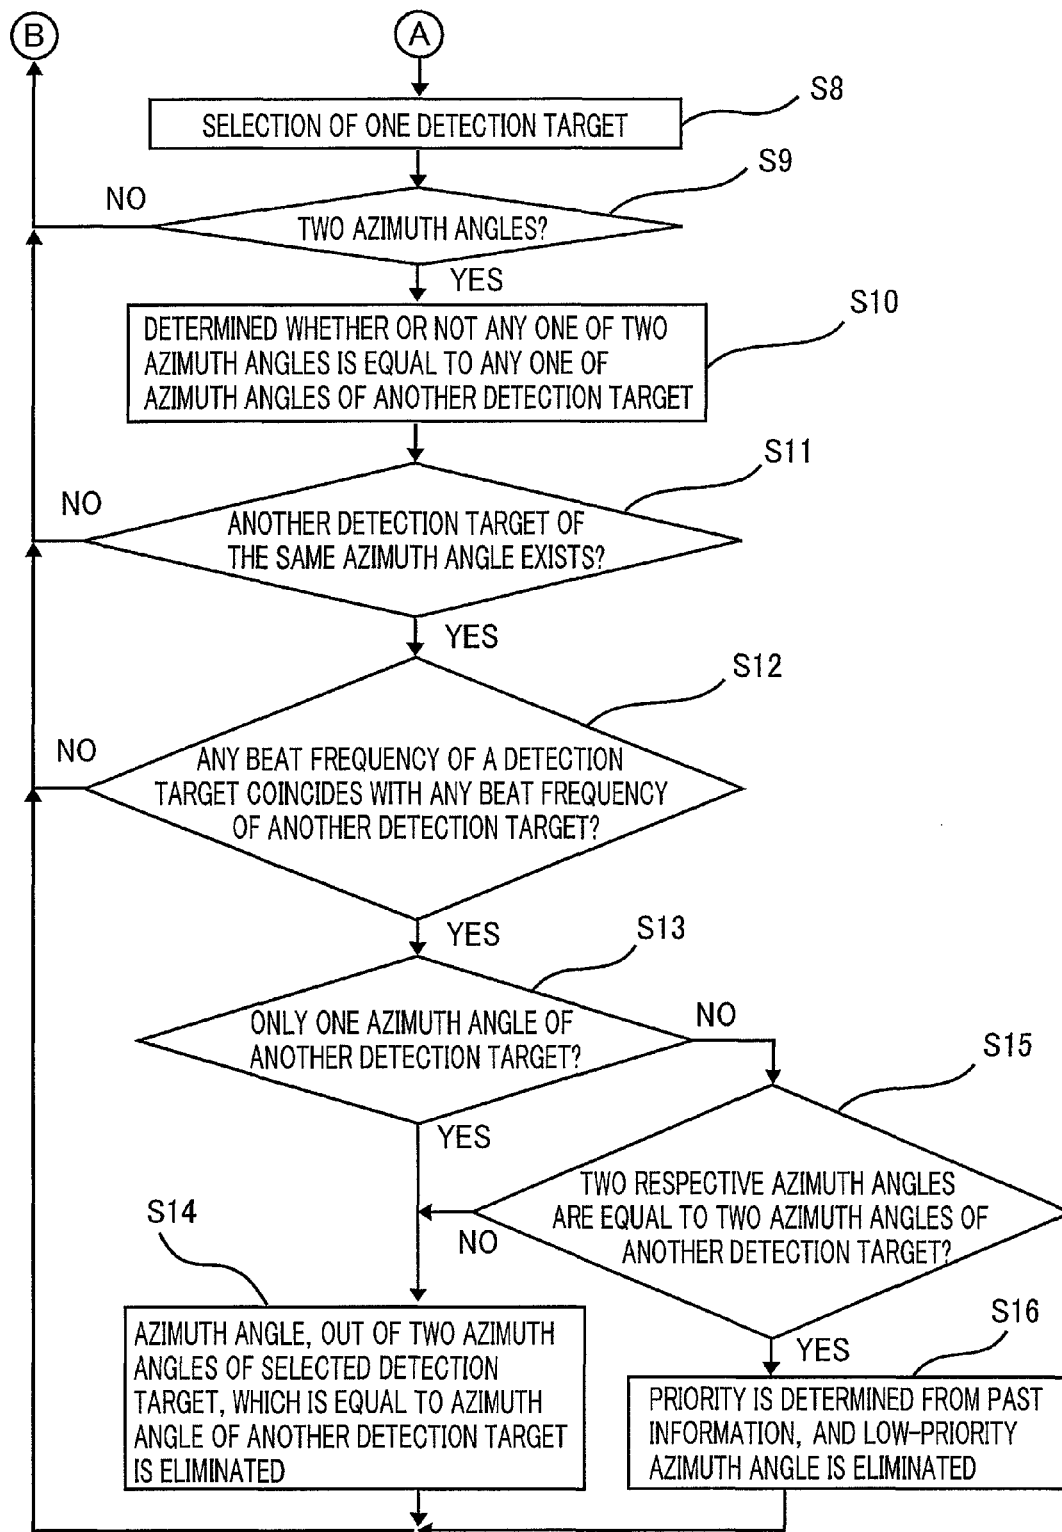 B
A
S8
SELECTION OF ONE DETECTION TARGET
S9
NO
TWO AZIMUTH ANGLES?
YES
S10
DETERMINED WHETHER OR NOT ANY ONE OF TWO
AZIMUTH ANGLES IS EQUAL TO ANY ONE OF
AZIMUTH ANGLES OF ANOTHER DETECTION TARGET
S11
NO
ANOTHER DETECTION TARGET OF
THE SAME AZIMUTH ANGLE EXISTS?
YES
S12
NO
ANY BEAT FREQUENCY OF A DETECTION
TARGET COINCIDES WITH ANY BEAT FREQUENCY
OF ANOTHER DETECTION TARGET?
YES
S13
ONLY ONE AZIMUTH ANGLE OF
ANOTHER DETECTION TARGET?
NO
S15
YES
TWO RESPECTIVE AZIMUTH ANGLES
ARE EQUAL TO TWO AZIMUTH ANGLES OF
ANOTHER DETECTION TARGET?
NO
S14
AZIMUTH ANGLE, OUT OF TWO AZIMUTH
ANGLES OF SELECTED DETECTION
TARGET, WHICH IS EQUAL TO AZIMUTH
ANGLE OF ANOTHER DETECTION TARGET
IS ELIMINATED
S16
YES
PRIORITY IS DETERMINED FROM PAST
INFORMATION, AND LOW-PRIORITY
AZIMUTH ANGLE IS ELIMINATED